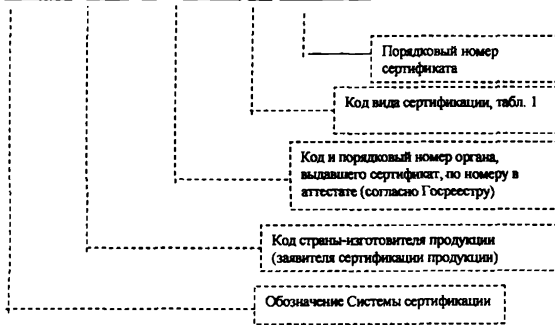 Порядковый номер
сертификата
Код вида сертификации, табл. 1
Код и порядковый номер органа,
выдавшего сертификат, по номеру в
аттестате (согласно Госреестру)
Код страны-изготовителя продукции
(заявителя сертификации продукции)
Обозначение Системы сертификации